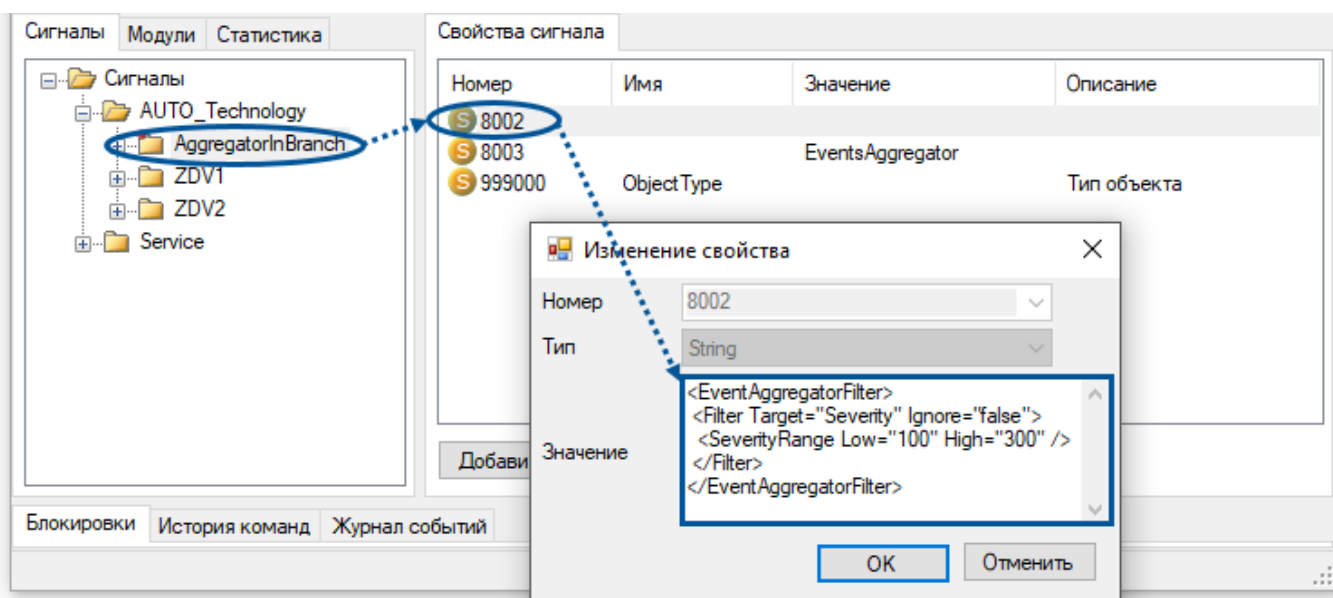 Сигналы Модули Статистика
Сигналы
AUTO_Technology
AggregatorInBranch
ZDV1
ZDV2
Service
Свойства сигнала
Номер Имя Значение Описание
S 8002
S 8003 EventsAggregator
S 999000 ObjectType Тип объекта
Добави
Изменение свойства
Номер 8002
Тип String
Значение
<EventAggregatorFilter>
<Filter Target="Severity" Ignore="false">
<SeverityRange Low="100" High="300" />
</Filter>
</EventAggregatorFilter>
OK Отменить
Блокировки История команд Журнал событий